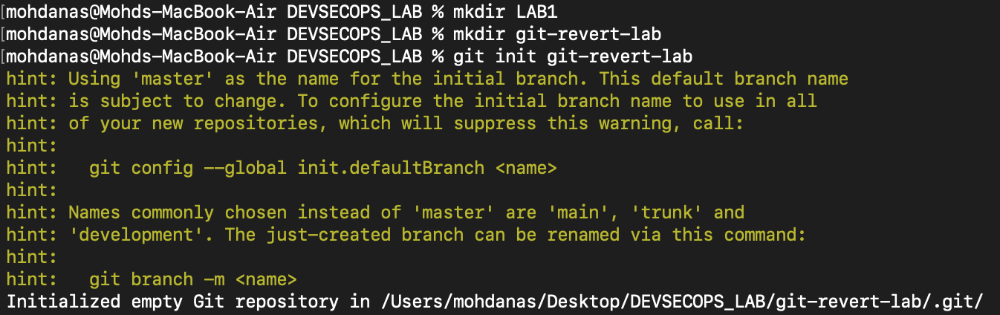 [mohdanas@Mohds-MacBook-Air DEVSECOPS_LAB % mkdir LAB1
[mohdanas@Mohds-MacBook-Air DEVSECOPS_LAB % mkdir git-revert-lab
[mohdanas@Mohds-MacBook-Air DEVSECOPS_LAB % git init git-revert-lab
hint: Using 'master' as the name for the initial branch. This default branch name
hint: is subject to change. To configure the initial branch name to use in all
hint: of your new repositories, which will suppress this warning, call:
hint:
hint:   git config --global init.defaultBranch <name>
hint:
hint: Names commonly chosen instead of 'master' are 'main', 'trunk' and
hint: 'development'. The just-created branch can be renamed via this command:
hint:
hint:   git branch -m <name>
Initialized empty Git repository in /Users/mohdanas/Desktop/DEVSECOPS_LAB/git-revert-lab/.git/